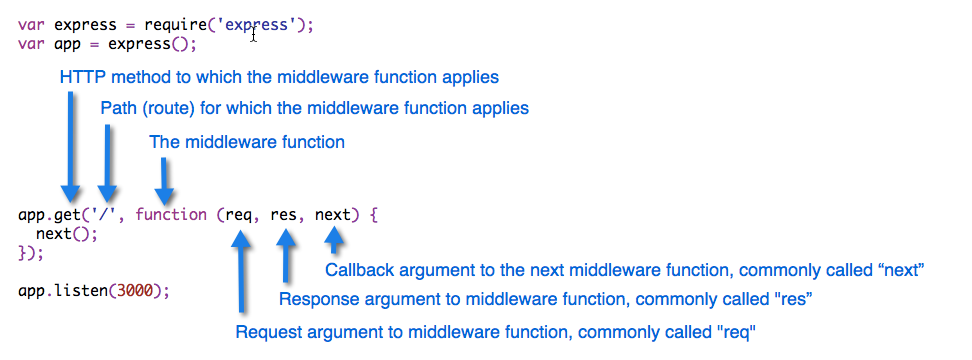 var express = require('express');
var app = express();
HTTP method to which the middleware function applies
Path (route) for which the middleware function applies
The middleware function
app.get('/', function (req, res, next) {
next();
});
Callback argument to the next middleware function, commonly called “next”
app.listen(3000);
Response argument to middleware function, commonly called "res”
Request argument to middleware function, commonly called "req"